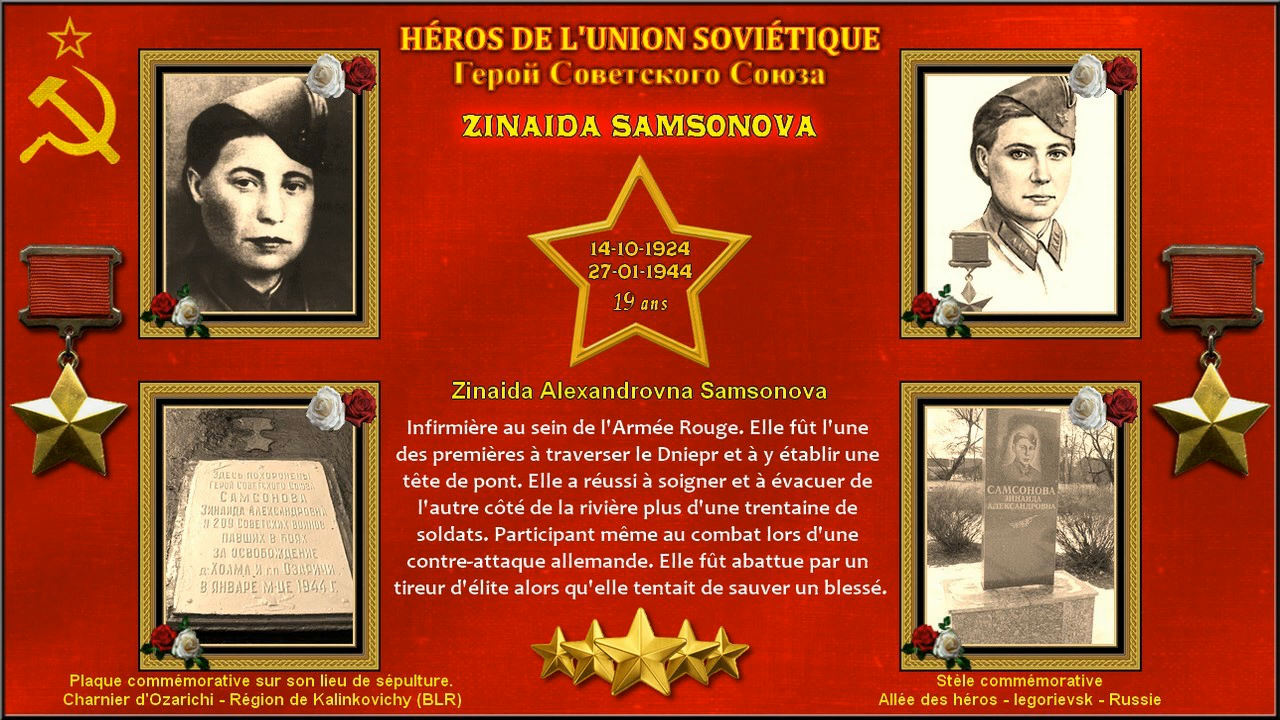 HÉROS DE L'UNION SOVIÉTIQUE
Герой Советского Союза
ZINAIDA SAMSONOVA
14-10-1924
27-01-1944
19 ans
Zinaida Alexandrovna Samsonova
Infirmière au sein de l'Armée Rouge. Elle fût l'une
des premières à traverser le Dniepr et à y établir une
tête de pont. Elle a réussi à soigner et à évacuer de
l'autre côté de la rivière plus d'une trentaine de
soldats. Participant même au combat lors d'une
contre-attaque allemande. Elle fût abattue par un
tireur d'élite alors qu'elle tentait de sauver un blessé.
ЗДЕСЬ ПОХОРОНЕНЫ
ГЕРОЙ СОВЕТСКОГО СОЮЗА
САМСОНОВА
ЗИНАИДА АЛЕКСАНДРОВНА
И 209 СОВЕТСКИХ ВОИНОВ
ПАВШИХ В БОЯХ
ЗА ОСВОБОЖДЕНИЕ
д. ХОЛМА И гп ОЗАРИЧИ
В ЯНВАРЕ М-ЦЕ 1944 г.
Plaque commémorative sur son lieu de sépulture.
Charnier d'Ozarichi - Région de Kalinkovichy (BLR)
САМСОНОВА
ЗИНАИДА
АЛЕКСАНДРОВНА
Stèle commémorative
Allée des héros - Iegorievsk - Russie